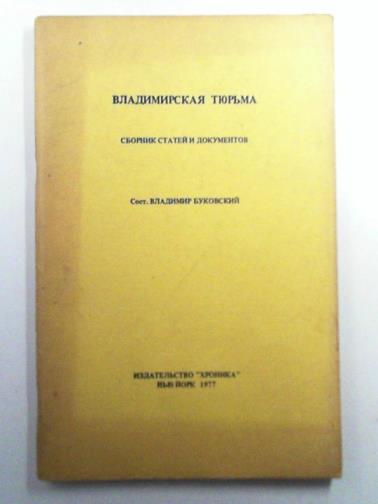 ВЛАДИМИРСКАЯ ТЮРЬМА
СБОРНИК СТАТЕЙ И ДОКУМЕНТОВ
Сост. ВЛАДИМИР БУКОВСКИЙ
ИЗДАТЕЛЬСТВО "ХРОНИКА"
НЬЮ ЙОРК 1977